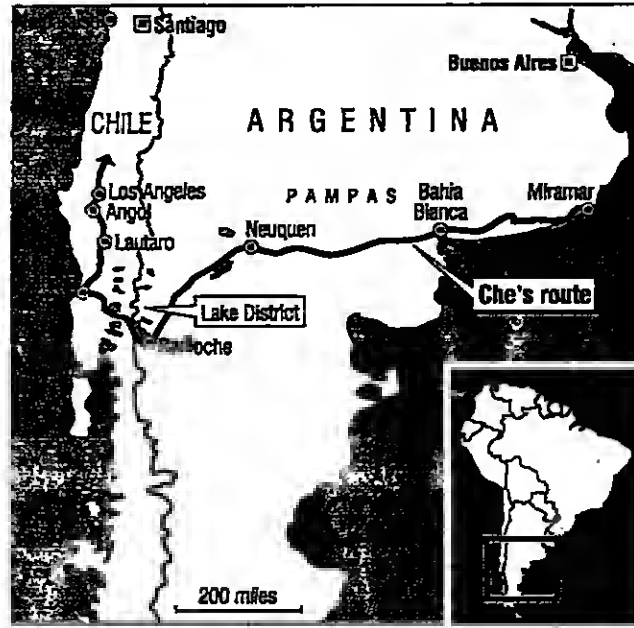 Santiago
Buenos Aires
CHILE
ARGENTINA
Los Angeles
Angol
Lautaro
PAMPAS
Neuquen
Bahia
Blanca
Miramar
Che's route
Lake District
200 miles